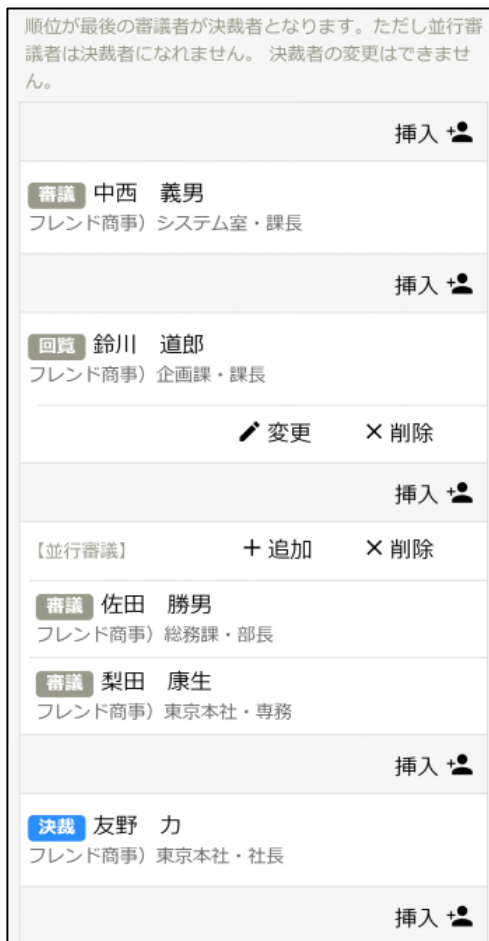 順位が最後の審議者が決裁者となります。ただし並行審
議者は決裁者になれません。 決裁者の変更はできませ
ん。
挿入
審議 中西　義男
フレンド商事）システム室・課長
挿入
回覧 鈴川　道郎
フレンド商事）企画課・課長
変更 × 削除
挿入
【並行審議】 + 追加 × 削除
審議 佐田　勝男
フレンド商事）総務課・部長
審議 梨田　康生
フレンド商事）東京本社・専務
挿入
決裁 友野　力
フレンド商事）東京本社・社長
挿入